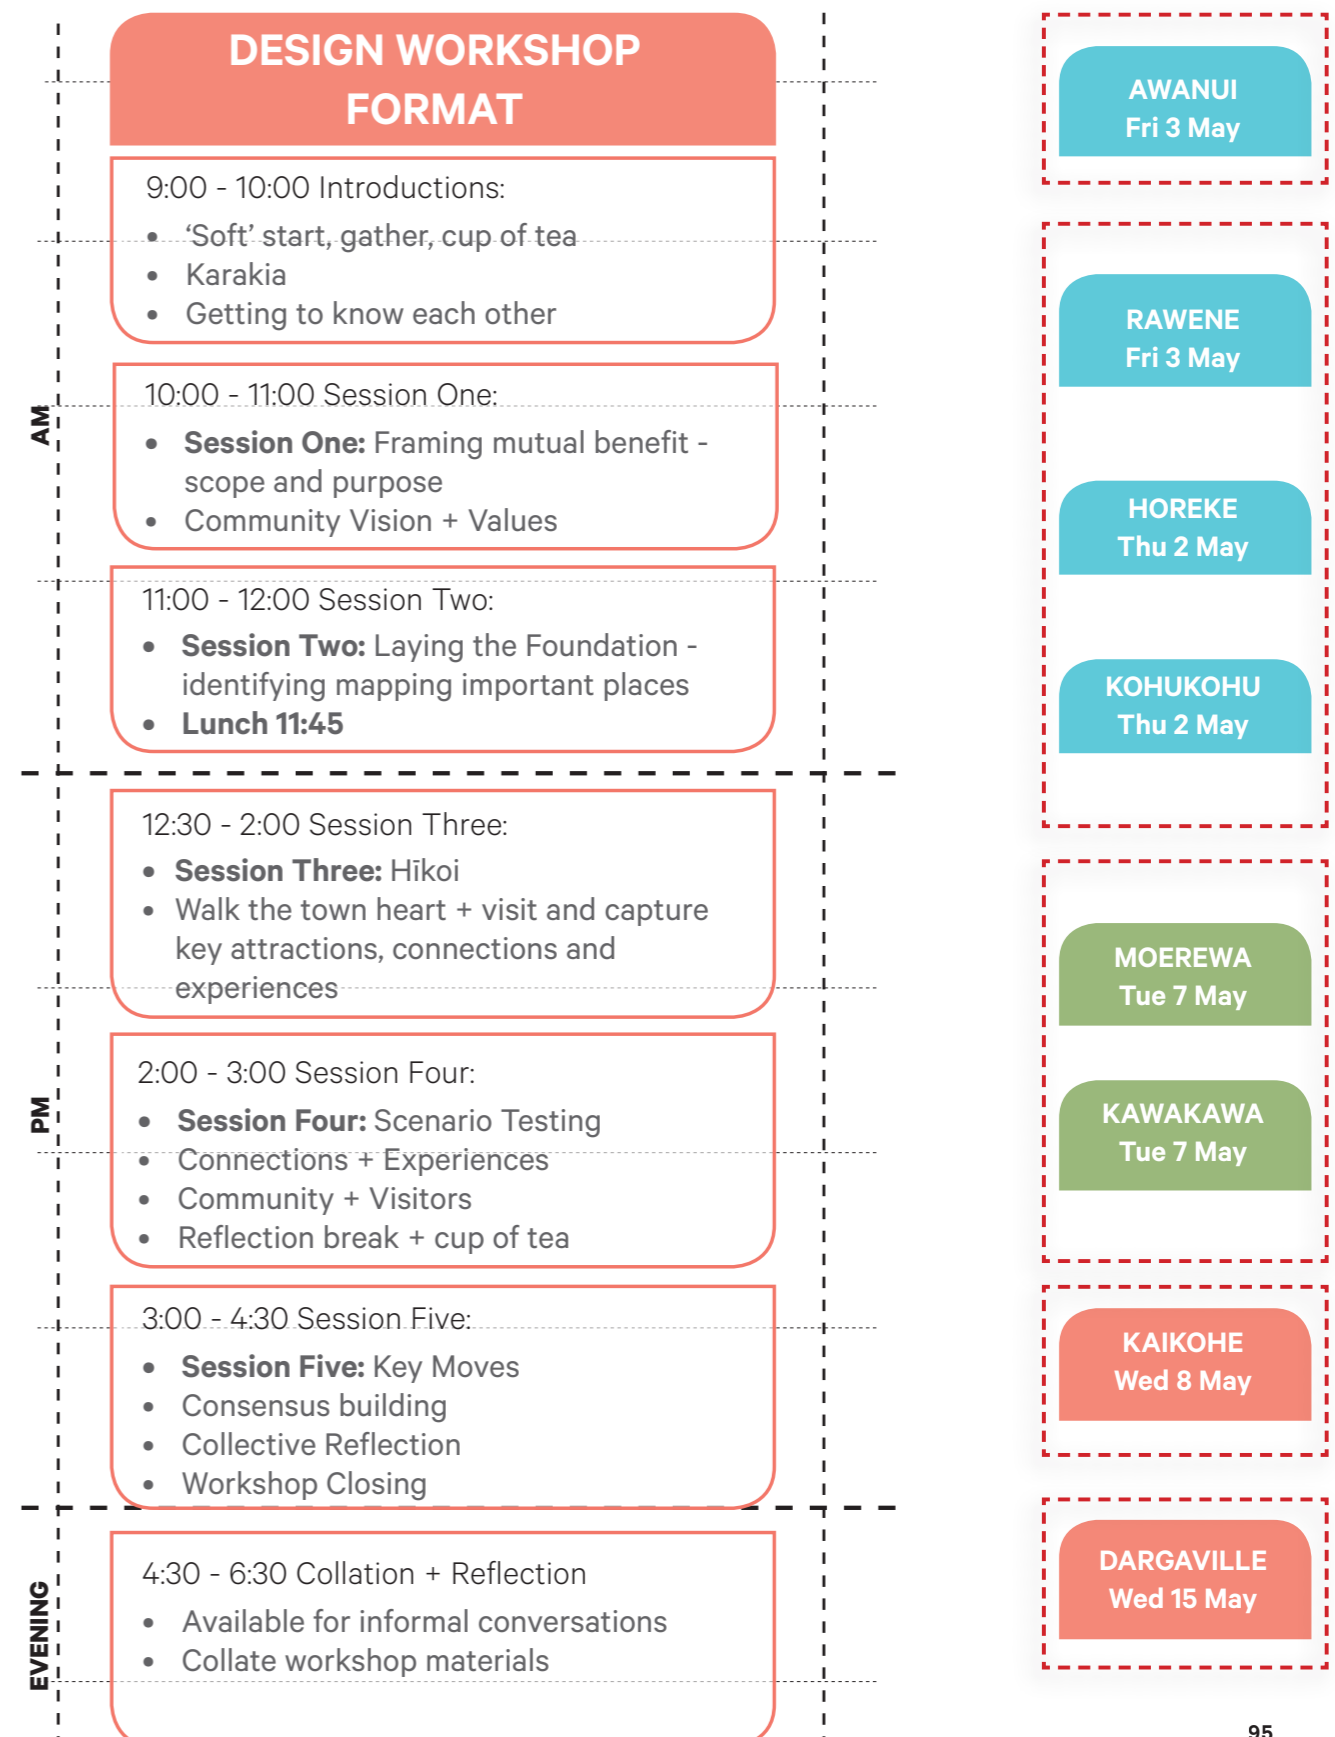 DESIGN WORKSHOP
FORMAT
AM
9:00 - 10:00 Introductions:
• ‘Soft’ start, gather, cup of tea
• Karakia
• Getting to know each other
10:00 - 11:00 Session One:
• Session One: Framing mutual benefit -
scope and purpose
• Community Vision + Values
11:00 - 12:00 Session Two:
• Session Two: Laying the Foundation -
identifying mapping important places
• Lunch 11:45
PM
12:30 - 2:00 Session Three:
• Session Three: Hīkoi
• Walk the town heart + visit and capture
key attractions, connections and
experiences
2:00 - 3:00 Session Four:
• Session Four: Scenario Testing
• Connections + Experiences
• Community + Visitors
• Reflection break + cup of tea
3:00 - 4:30 Session Five:
• Session Five: Key Moves
• Consensus building
• Collective Reflection
• Workshop Closing
EVENING
4:30 - 6:30 Collation + Reflection
• Available for informal conversations
• Collate workshop materials
AWANUI
Fri 3 May
RAWENE
Fri 3 May
HOREKE
Thu 2 May
KOHUKOHU
Thu 2 May
MOEREWA
Tue 7 May
KAWAKAWA
Tue 7 May
KAIKOHE
Wed 8 May
DARGAVILLE
Wed 15 May
95